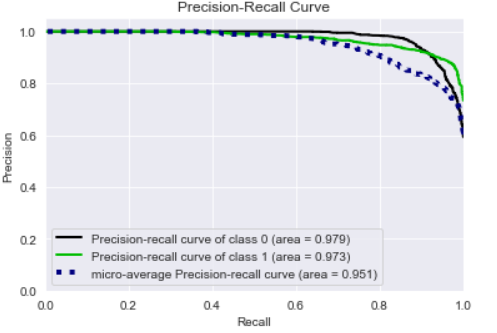 Precision-Recall Curve
1.0
0.8
0.6
0.4
0.2
0.0
Precision
Precision-recall curve of class 0 (area = 0.979)
Precision-recall curve of class 1 (area = 0.973)
micro-average Precision-recall curve (area = 0.951)
0.0 0.2 0.4 0.6 0.8 1.0
Recall